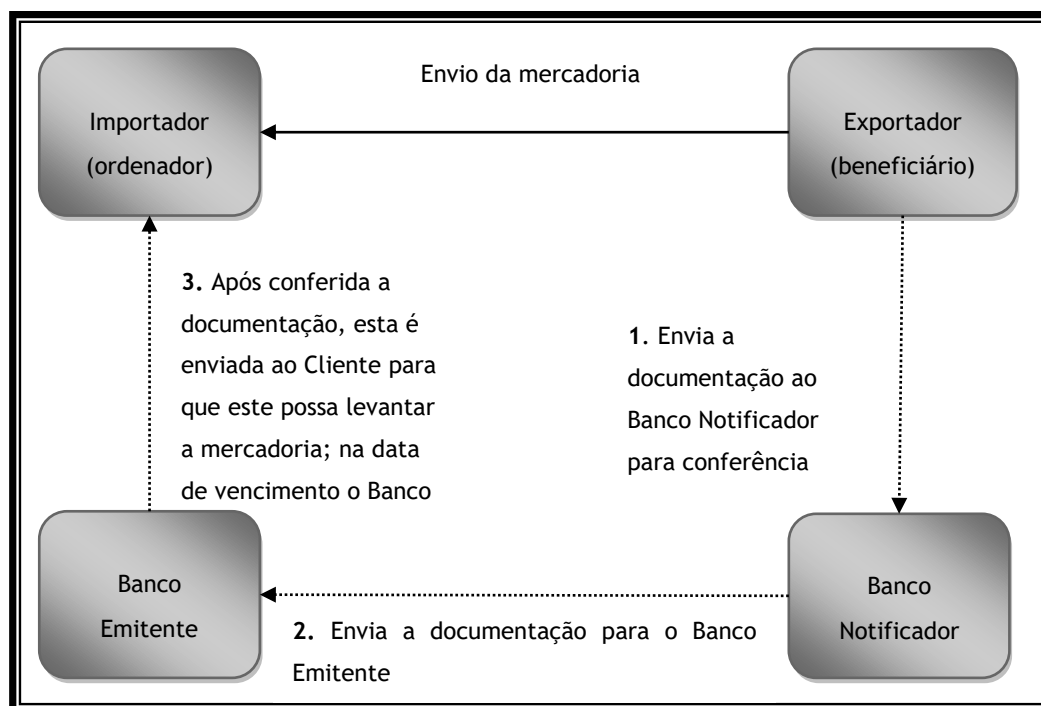 Envio da mercadoria
Importador
(ordenador)
Exportador
(beneficiário)
3. Após conferida a
documentação, esta é
enviada ao Cliente para
que este possa levantar
a mercadoria; na data
de vencimento o Banco
1. Envia a
documentação ao
Banco Notificador
para conferência
Banco
Emitente
2. Envia a documentação para o Banco
Emitente
Banco
Notificador